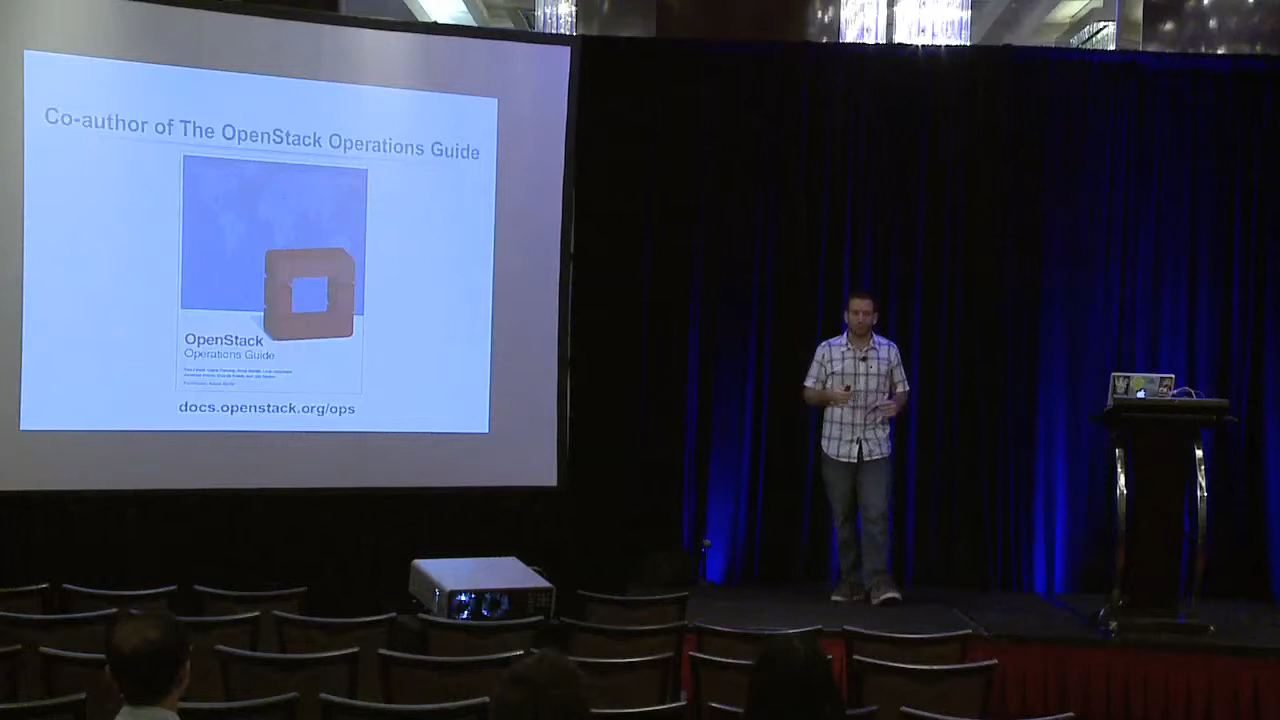 Co-author of The OpenStack Operations Guide
OpenStack
Operations Guide
docs.openstack.org/ops